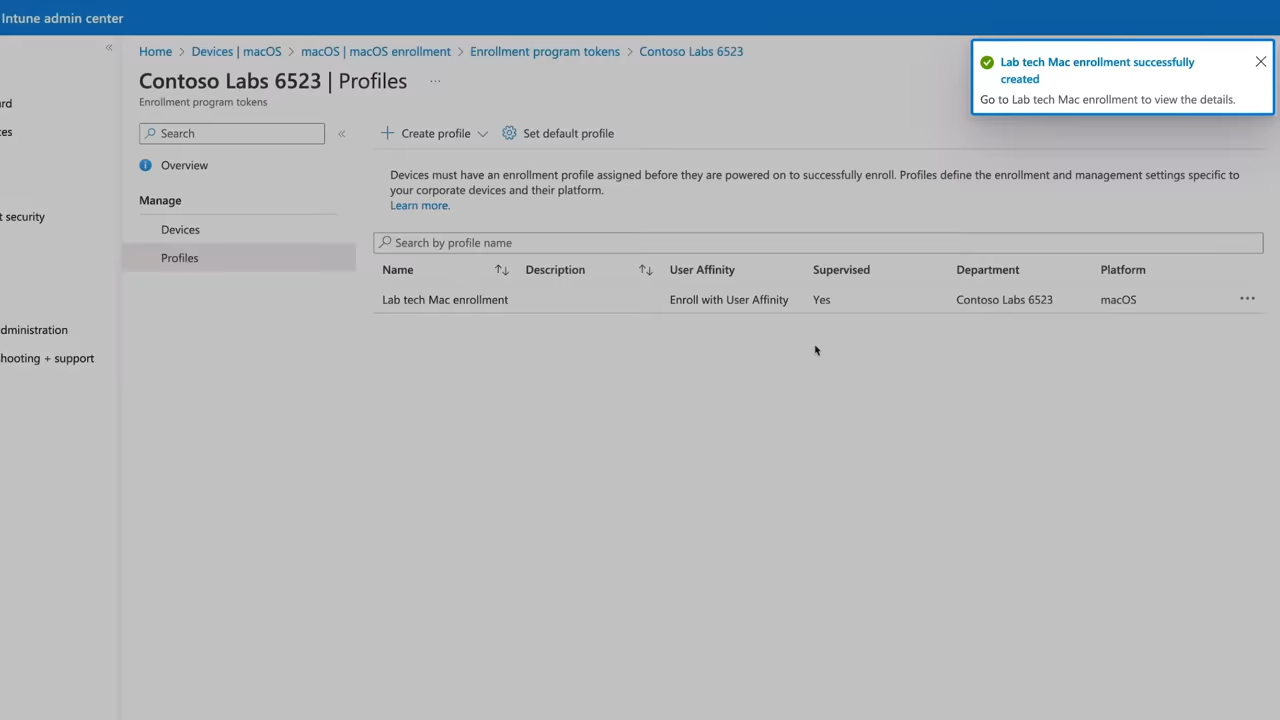 Intune admin center
Home > Devices | macOS > macOS | macOS enrollment > Enrollment program tokens > Contoso Labs 6523
Contoso Labs 6523 | Profiles ...
Enrollment program tokens
Lab tech Mac enrollment successfully
created
Go to Lab tech Mac enrollment to view the details.
rd
ces
t security
dministration
hooting + support
Search
Overview
Manage
Devices
Profiles
Create profile
Set default profile
Devices must have an enrollment profile assigned before they are powered on to successfully enroll. Profiles define the enrollment and management settings specific to
your corporate devices and their platform.
Learn more.
Search by profile name
Name Description User Affinity Supervised Department Platform
Lab tech Mac enrollment Enroll with User Affinity Yes Contoso Labs 6523 macOS ...